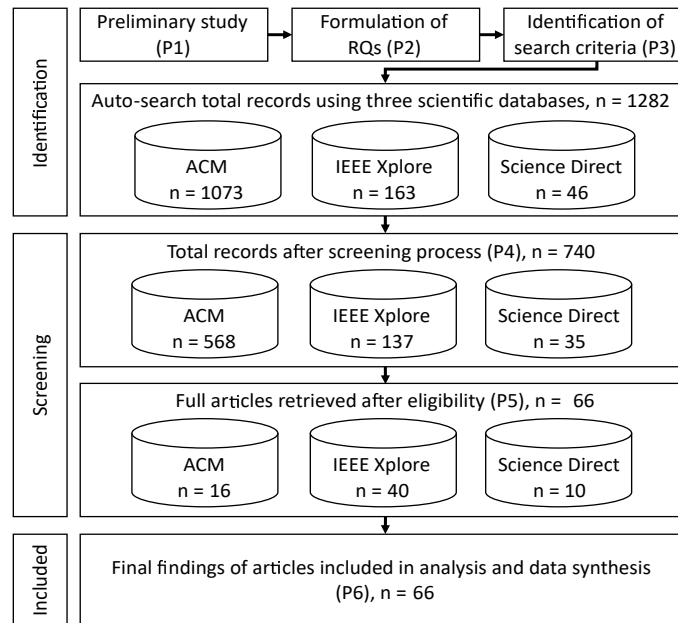 Identification
Preliminary study
(P1)
Formulation of
RQs (P2)
Identification of
search criteria (P3)
Auto-search total records using three scientific databases, n = 1282
ACM
n = 1073
IEEE Xplore
n = 163
Science Direct
n = 46
Screening
Total records after screening process (P4), n = 740
ACM
n = 568
IEEE Xplore
n = 137
Science Direct
n = 35
Full articles retrieved after eligibility (P5), n = 66
ACM
n = 16
IEEE Xplore
n = 40
Science Direct
n = 10
Included
Final findings of articles included in analysis and data synthesis
(P6), n = 66